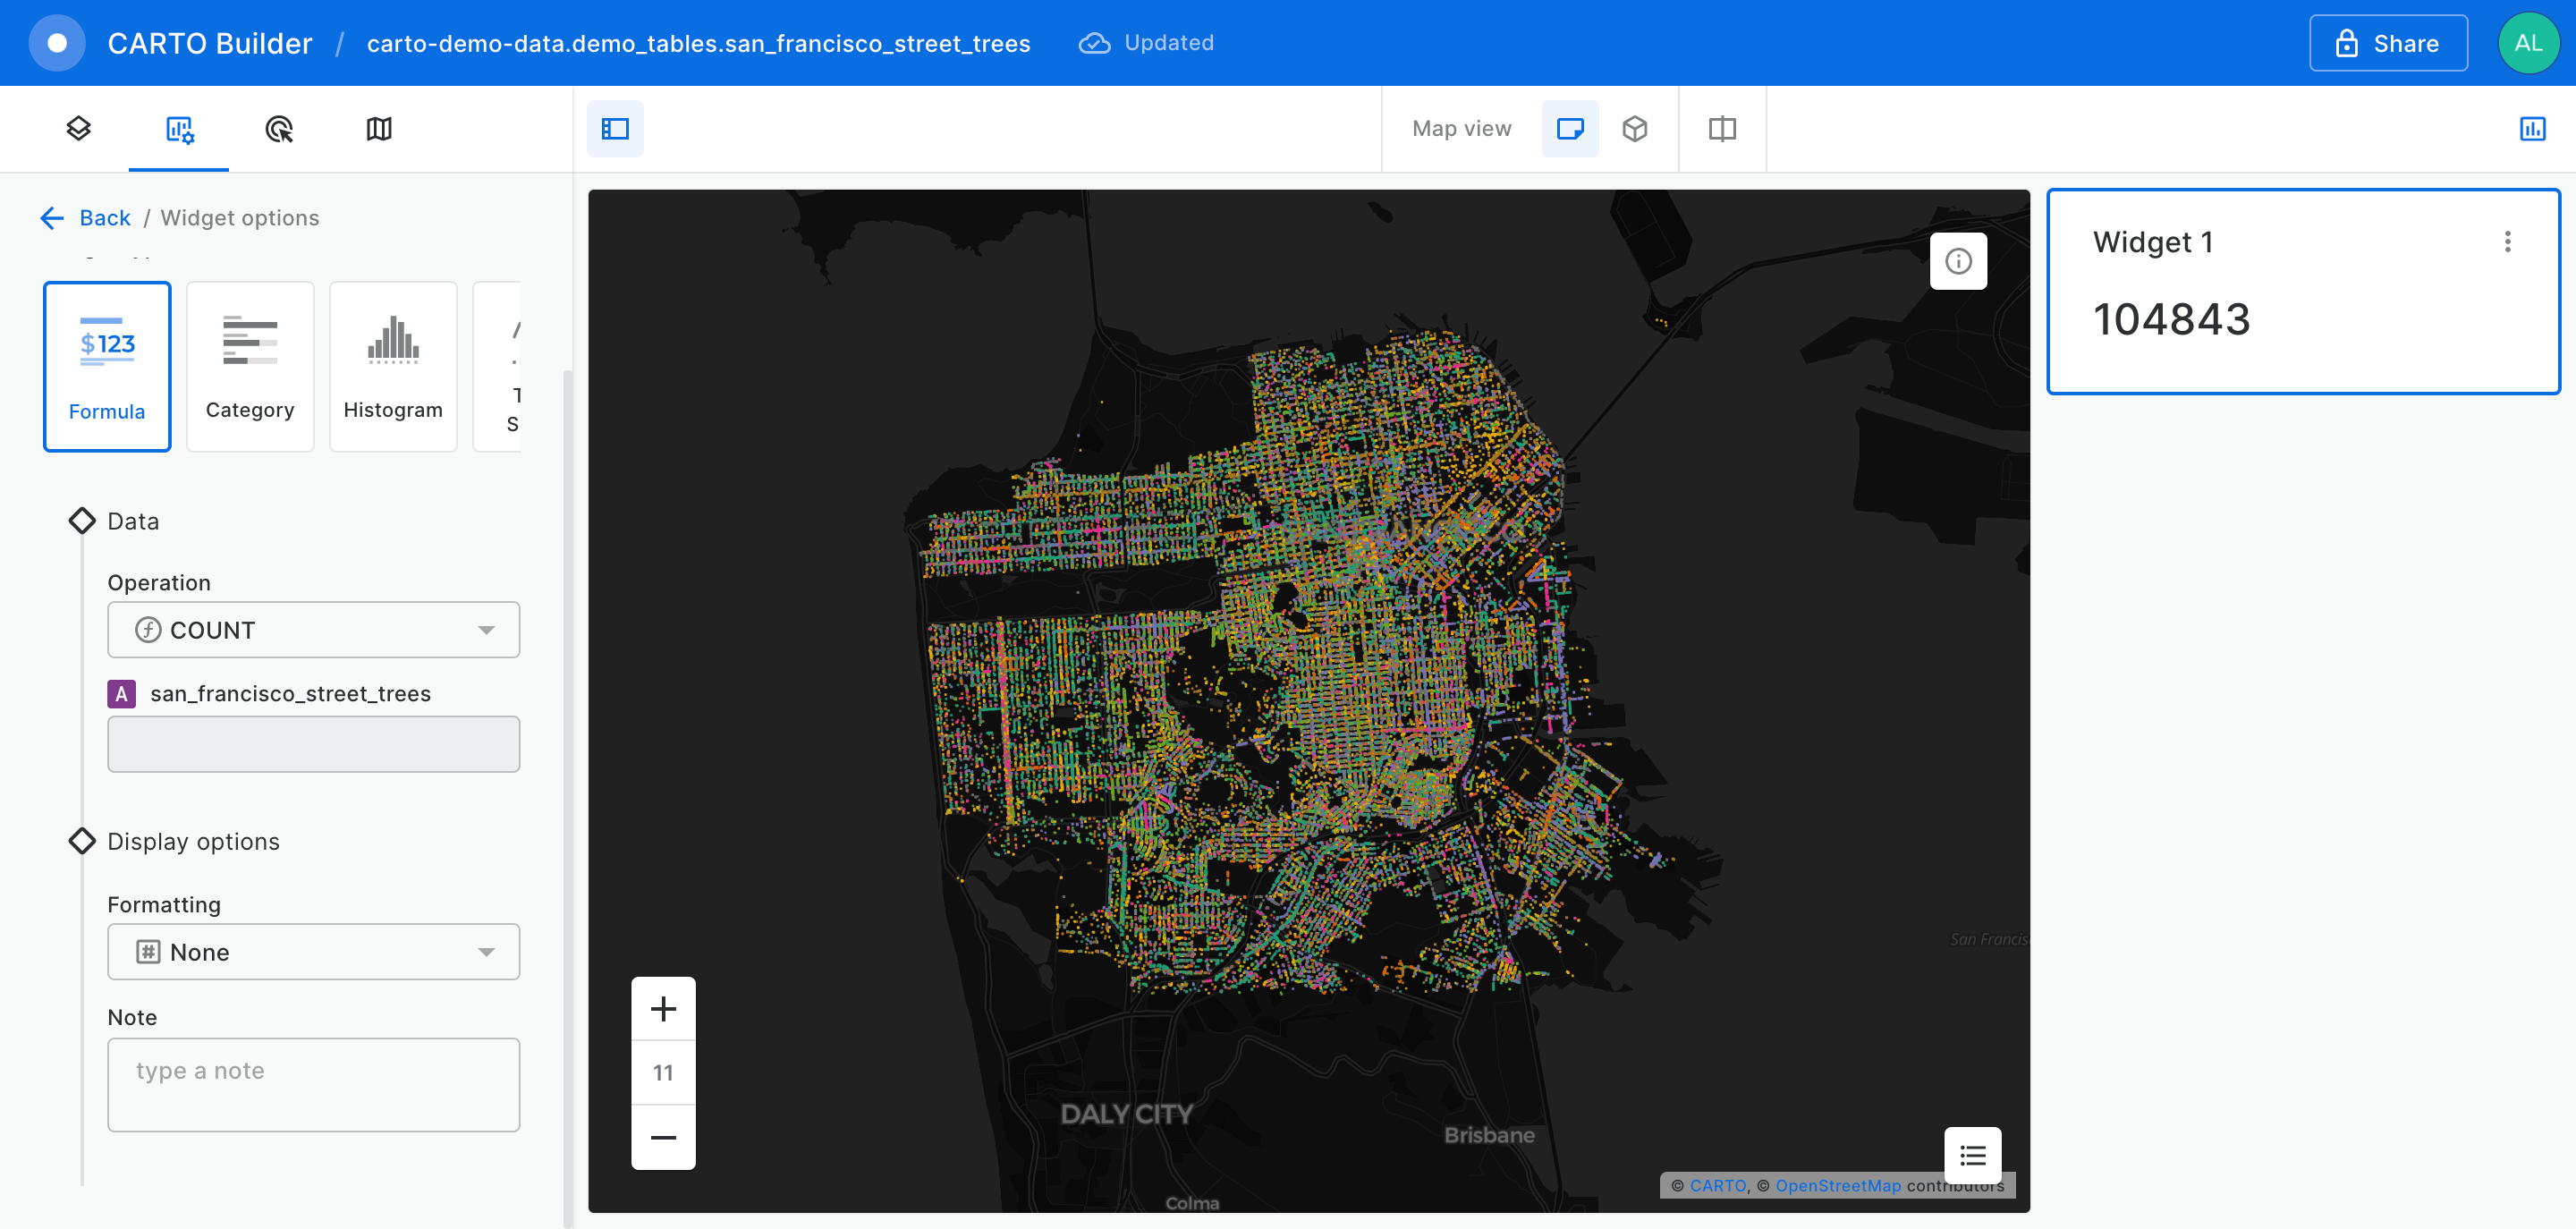 CARTO Builder / carto-demo-data.demo_tables.san_francisco_street_trees Updated
Share
AL
Map view
Back / Widget options
$123
Formula
Category
Histogram
Data
Operation
COUNT
A san_francisco_street_trees
Display options
Formatting
# None
Note
type a note
Widget 1
104843
11
DALY CITY
Brisbane
Colma
San Francis
© CARTO, © OpenStreetMap contributors